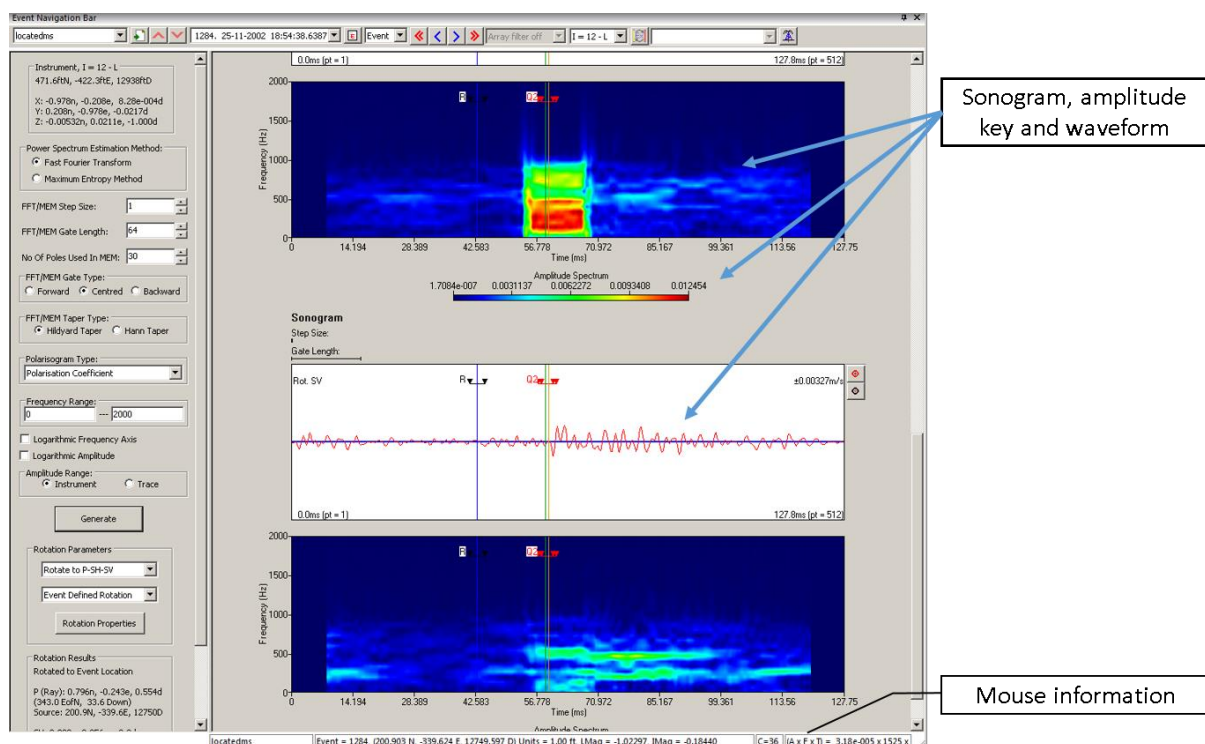 Event Navigation Bar
locatedms 1284. 25-11-2002 18:54:38.6387 E Event Array filter off I = 12 - L
Instrument, I = 12 - L
471.6ftN, -422.3ftE, 12938ftD
X: -0.978n, -0.208e, 8.28e-004d
Y: 0.208n, -0.978e, -0.0217d
Z: -0.00532n, 0.0211e, -1.000d
Power Spectrum Estimation Method:
Fast Fourier Transform
Maximum Entropy Method
FFT/MEM Step Size: 1
FFT/MEM Gate Length: 64
No Of Poles Used In MEM: 30
FFT/MEM Gate Type:
Forward Centred Backward
FFT/MEM Taper Type:
Hildyard Taper Hann Taper
Polarisogram Type:
Polarisation Coefficient
Frequency Range:
0 --- 2000
Logarithmic Frequency Axis
Logarithmic Amplitude
Amplitude Range:
Instrument Trace
Generate
Rotation Parameters
Rotate to P-SH-SV
Event Defined Rotation
Rotation Properties
Rotation Results
Rotated to Event Location
P (Ray): 0.796n, -0.243e, 0.554d
(343.0 EofN, 33.6 Down)
Source: 200.9N, -339.6E, 12750D
0.0ms (pt = 1) 127.8ms (pt = 512)
2000
R Q2
1500
1000
500
0
Frequency (Hz)
0 14.194 28.389 42.583 56.778 70.972 85.167 99.361 113.56 127.75
Time (ms)
Amplitude Spectrum
1.7084e-007 0.0031137 0.0062272 0.0093408 0.012454
Sonogram
Step Size:
Gate Length:
Rot. SV R Q2 ±0.00327m/s
0.0ms (pt = 1) 127.8ms (pt = 512)
2000
R Q2
1500
1000
500
0
Frequency (Hz)
0 14.194 28.389 42.583 56.778 70.972 85.167 99.361 113.56 127.75
Time (ms)
Amplitude Spectrum
locatedms Event = 1284, (200.903 N, -339.624 E, 12749.597 D) Units = 1.00 ft, LMag = -1.02297, IMag = -0.18440 C=36 (A x F x T) = 3.18e-005 x 1525 x
Sonogram, amplitude
key and waveform
Mouse information